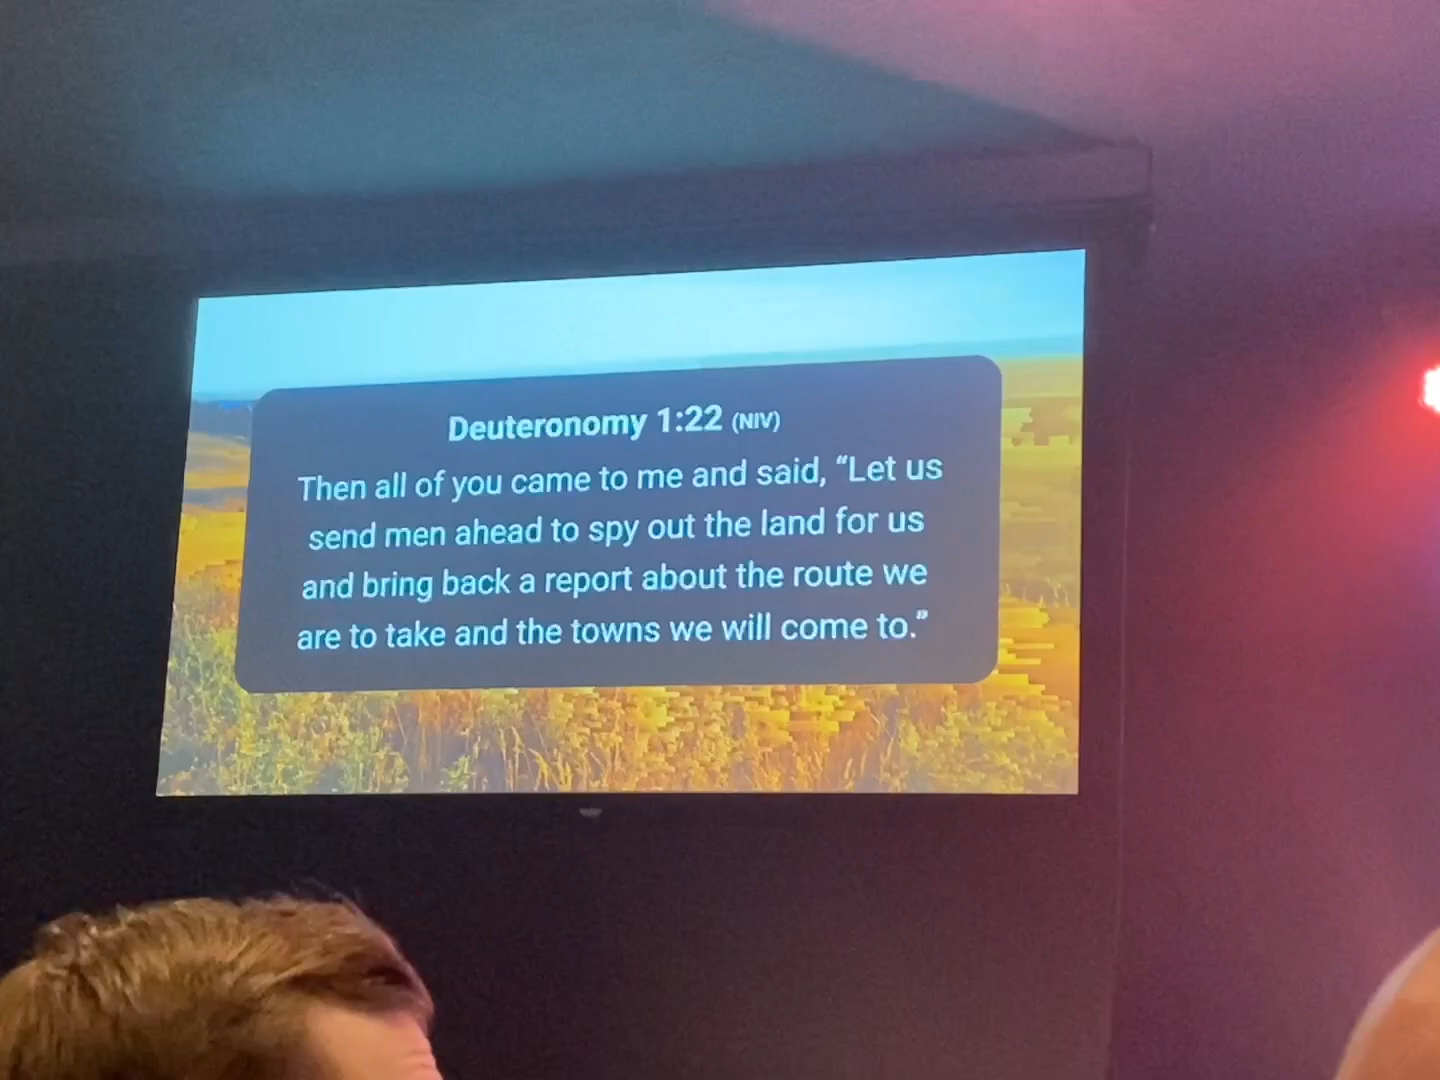 Deuteronomy 1:22 (NIV)
Then all of you came to me and said, “Let us
send men ahead to spy out the land for us
and bring back a report about the route we
are to take and the towns we will come to.”